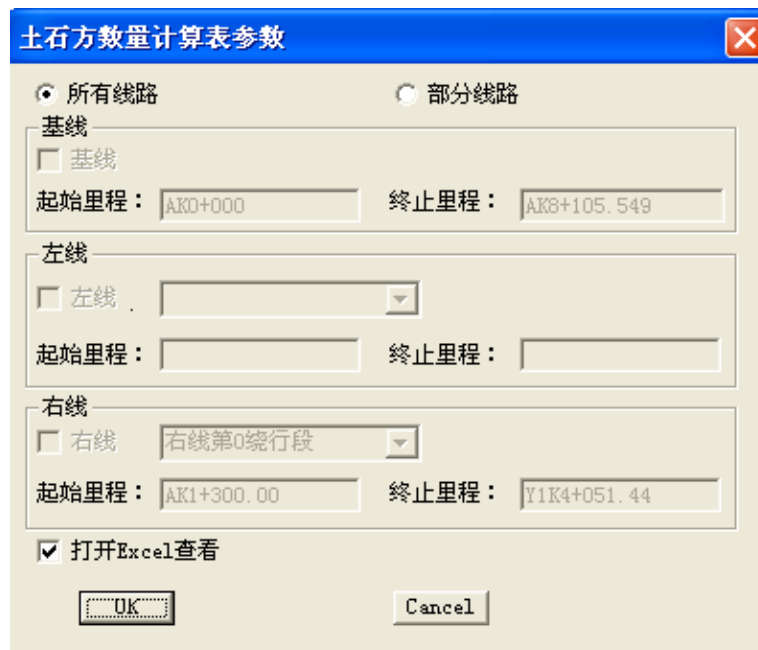 土石方数量计算表参数
所有线路 部分线路
基线
基线
起始里程： AK0+000 终止里程： AK8+105.549
左线
左线 .
起始里程： 终止里程：
右线
右线 右线第0绕行段
起始里程： AK1+300.00 终止里程： Y1K4+051.44
打开Excel查看
OK Cancel